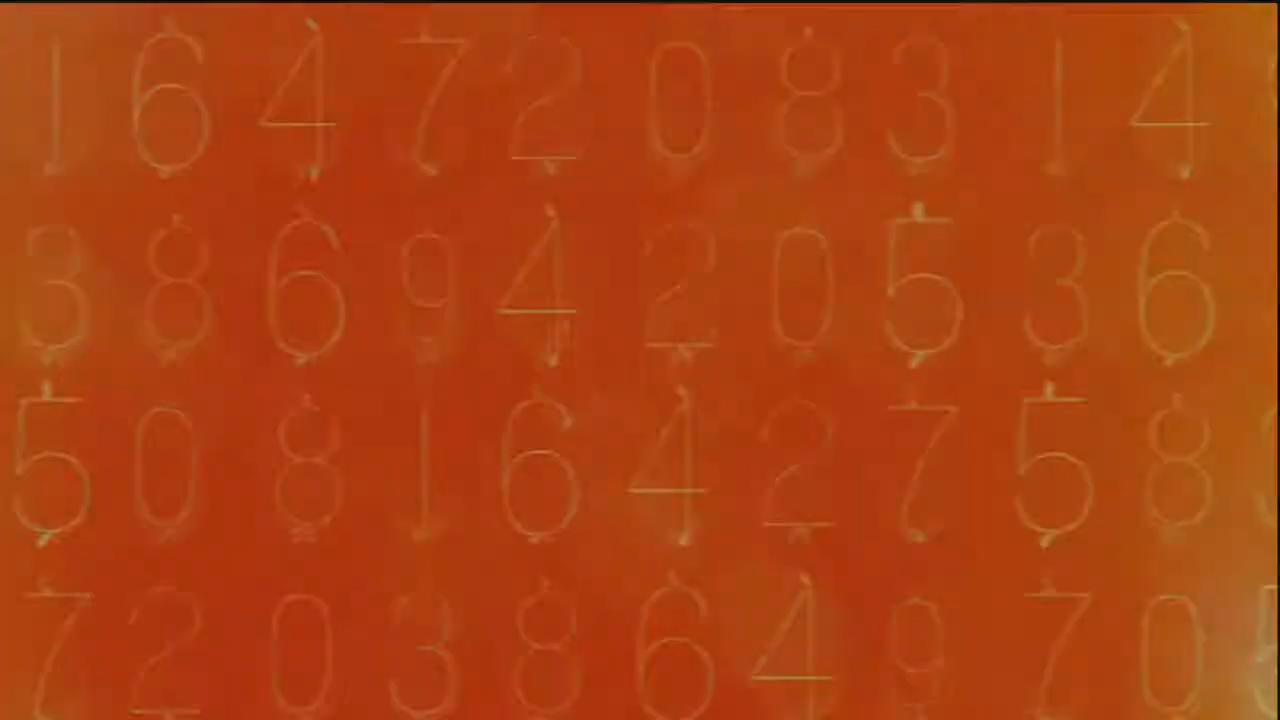 1 6 4 7 2 0 8 3 1 4
3 8 6 9 4 2 0 5 3 6
5 0 8 1 6 4 2 7 5 8
7 2 0 3 8 6 4 9 7 0